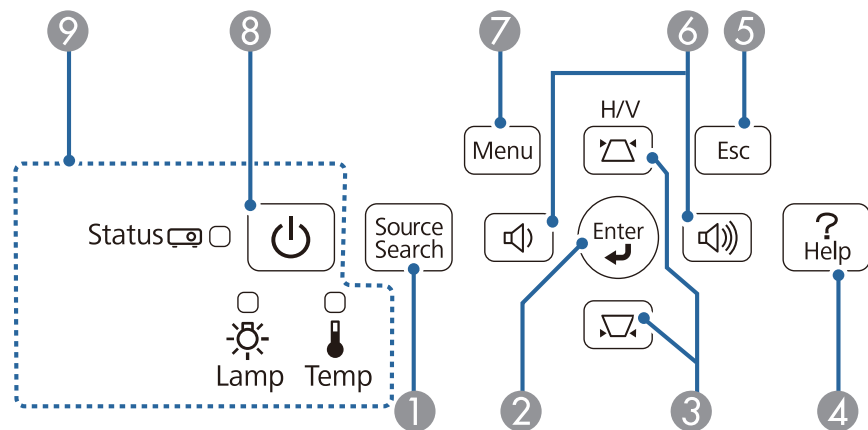 9
8
7
6
5
H/V
Menu
Esc
Status
Source
Search
Enter
?
Help
Lamp
Temp
1
2
3
4